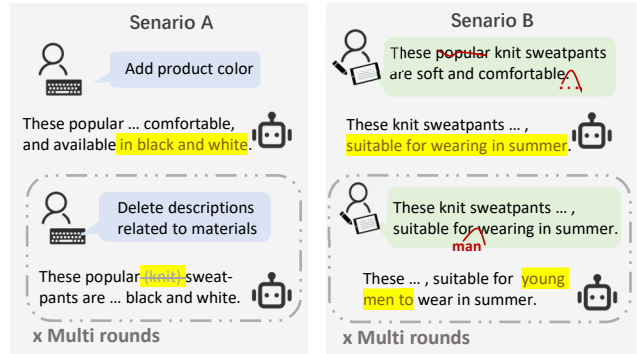 Senario A
Add product color
These popular ... comfortable,
and available in black and white.
Delete descriptions
related to materials
These popular (knit) sweat-
pants are ... black and white.
x Multi rounds
Senario B
These popular knit sweatpants
are soft and comfortable.
...
These knit sweatpants ... ,
suitable for wearing in summer.
These knit sweatpants ... ,
suitable for wearing in summer.
man
These ... , suitable for young
men to wear in summer.
x Multi rounds